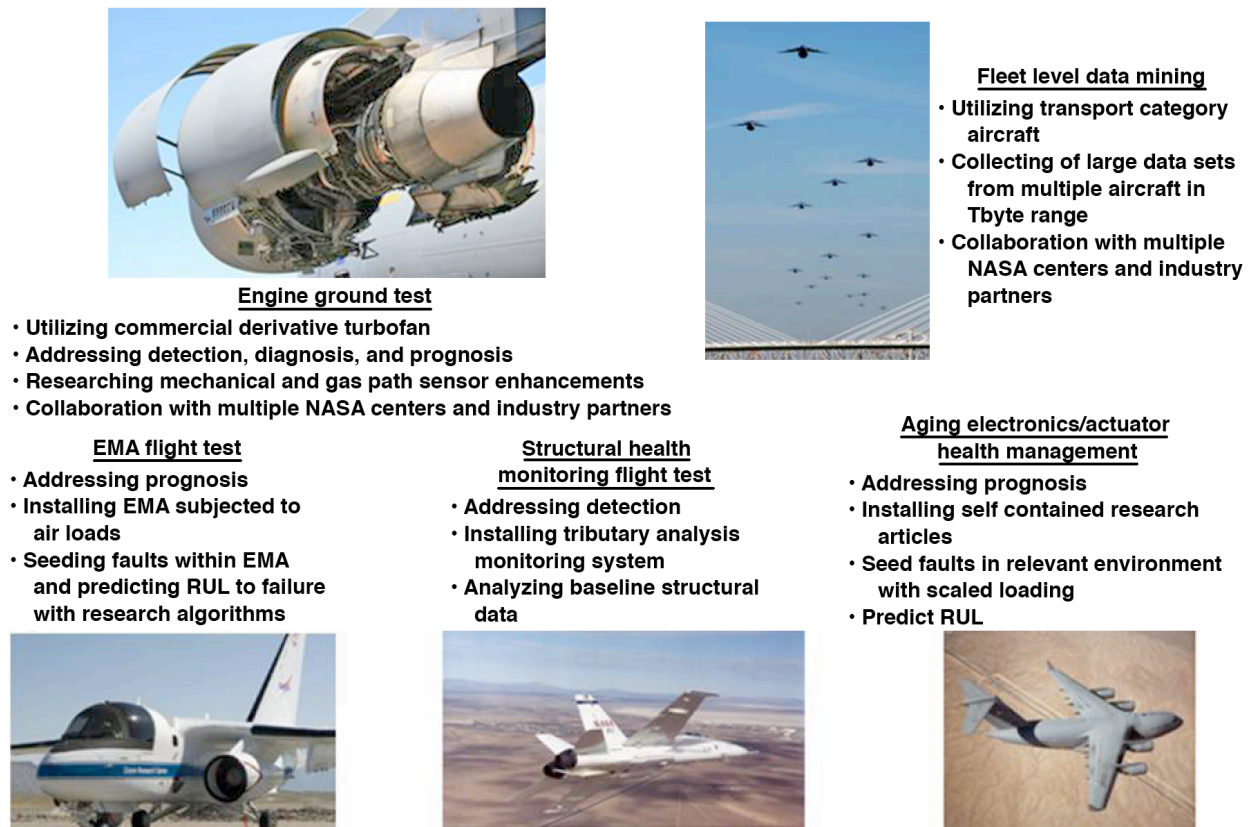 Fleet level data mining
• Utilizing transport category
aircraft
• Collecting of large data sets
from multiple aircraft in
Tbyte range
• Collaboration with multiple
NASA centers and industry
partners
Engine ground test
• Utilizing commercial derivative turbofan
• Addressing detection, diagnosis, and prognosis
• Researching mechanical and gas path sensor enhancements
• Collaboration with multiple NASA centers and industry partners
EMA flight test
• Addressing prognosis
• Installing EMA subjected to
air loads
• Seeding faults within EMA
and predicting RUL to failure
with research algorithms
Structural health
monitoring flight test
• Addressing detection
• Installing tributary analysis
monitoring system
• Analyzing baseline structural
data
Aging electronics/actuator
health management
• Addressing prognosis
• Installing self contained research
articles
• Seed faults in relevant environment
with scaled loading
• Predict RUL